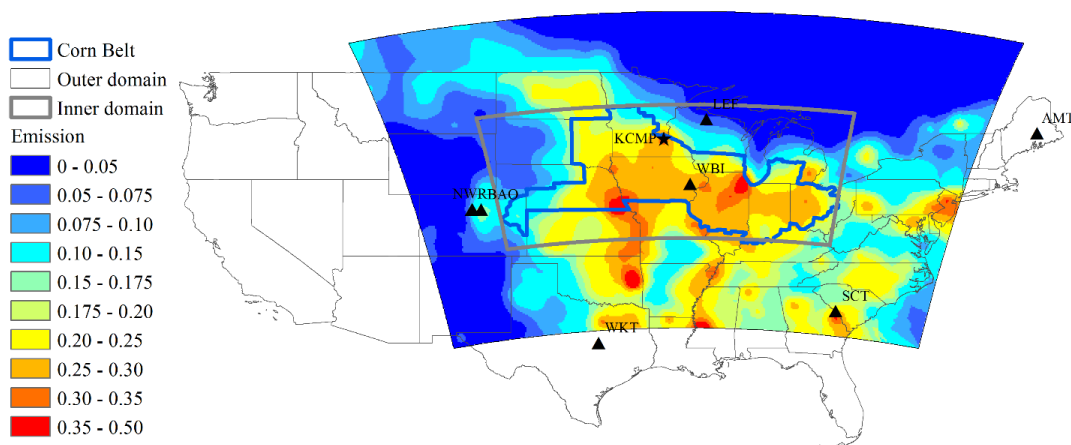 Corn Belt
Outer domain
Inner domain
Emission
0 - 0.05
0.05 - 0.075
0.075 - 0.10
0.10 - 0.15
0.15 - 0.175
0.175 - 0.20
0.20 - 0.25
0.25 - 0.30
0.30 - 0.35
0.35 - 0.50
LEF
AMT
KCMP
WBI
NWRBAO
SCT
WKT